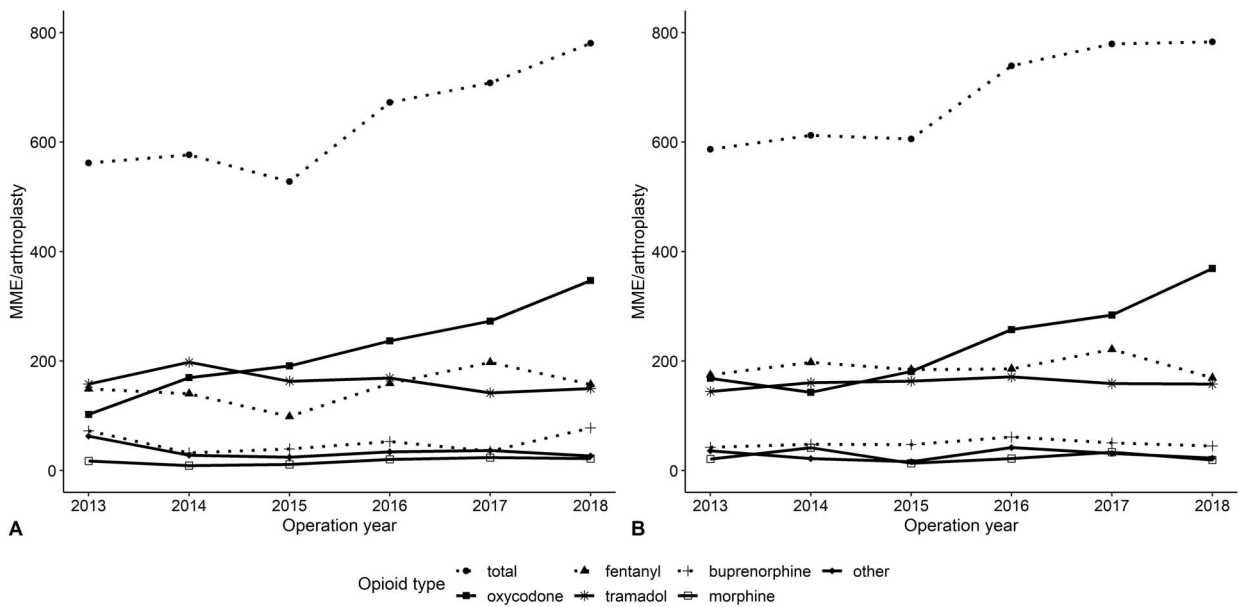 800
600
400
200
0
MME/arthroplasty
2013 2014 2015 2016 2017 2018
Operation year
A
800
600
400
200
0
MME/arthroplasty
2013 2014 2015 2016 2017 2018
Operation year
B
Opioid type
total fentanyl buprenorphine other
oxycodone tramadol morphine